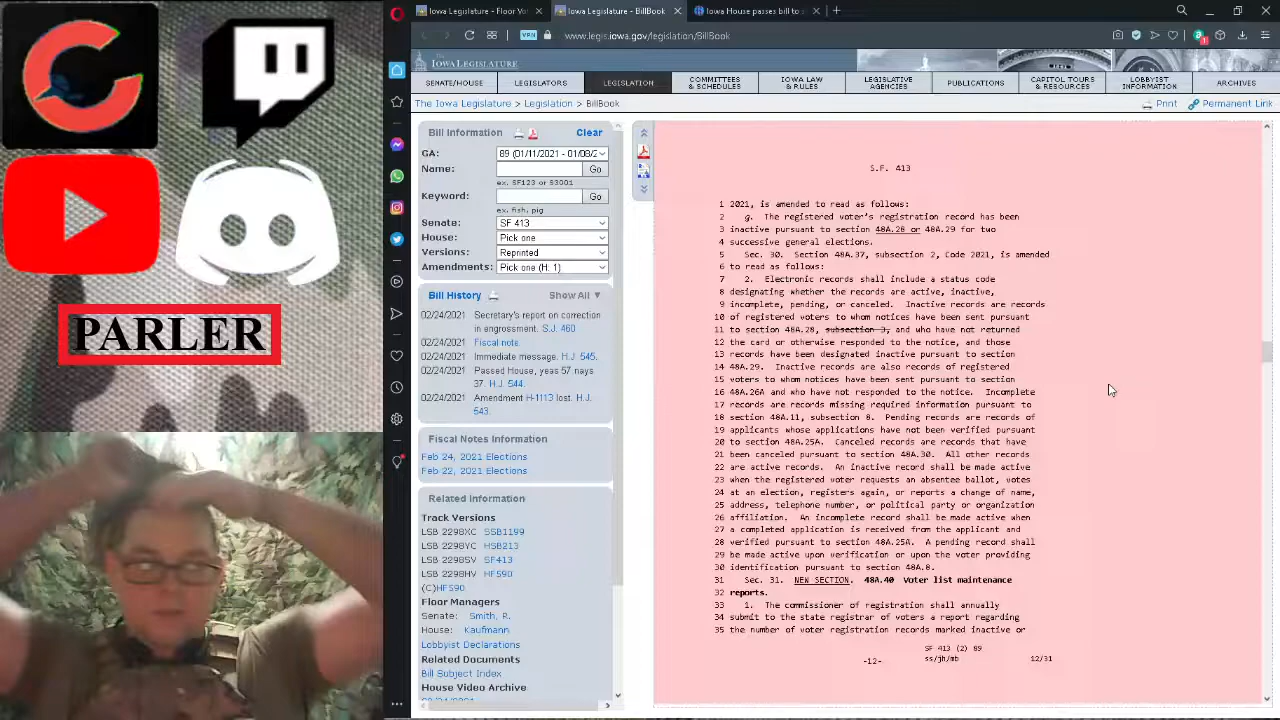 PARLER
Iowa Legislature - Floor Vo
Iowa Legislature - BillBook
Iowa House passes bill to
VPN
www.legis.iowa.gov/legislation/BillBook
THE IOWA LEGISLATURE
SENATE/HOUSE
LEGISLATORS
LEGISLATION
COMMITTEES
& SCHEDULES
IOWA LAW
& RULES
LEGISLATIVE
AGENCIES
PUBLICATIONS
CAPITOL TOURS
& RESOURCES
LOBBYIST
INFORMATION
ARCHIVES
The Iowa Legislature > Legislation > BillBook
Print
Permanent Link
Bill Information
Clear
GA:
Name:
Go
ex: SF123 or S3001
Keyword:
Go
ex. fish, pig
Senate:
SF 413
House:
Pick one
Versions:
Reprinted
Amendments:
Pick one (H: 1)
Bill History
Show All ▼
02/24/2021 Secretary's report on correction
in engrossment. S.J. 460
02/24/2021 Fiscal note.
02/24/2021 Immediate message. H.J. 545.
02/24/2021 Passed House, yeas 57 nays
37. H.J. 544.
02/24/2021 Amendment H-1113 lost. H.J.
543.
Fiscal Notes Information
Feb 24, 2021 Elections
Feb 22, 2021 Elections
Related Information
Track Versions
LSB 2298XC SSB1199
LSB 2298YC HSB213
LSB 2298SV SF413
LSB 2298HV HF590
(C)HF590
Floor Managers
Senate: Smith, R.
House: Kaufmann,
Lobbyist Declarations
Related Documents
Bill Subject Index
House Video Archive
S.F. 413
1 2021, is amended to read as follows:
2 g. The registered voter's registration record has been
3 inactive pursuant to section 48A.28 or 48A.29 for two
4 successive general elections.
5 Sec. 30. Section 48A.37, subsection 2, Code 2021, is amended
6 to read as follows:
7 2. Electronic records shall include a status code
8 designating whether the records are active, inactive,
9 incomplete, pending, or canceled. Inactive records are records
10 of registered voters to whom notices have been sent pursuant
11 to section 48A.28, subsection 3, and who have not returned
12 the card or otherwise responded to the notice, and those
13 records have been designated inactive pursuant to section
14 48A.29. Inactive records are also records of registered
15 voters to whom notices have been sent pursuant to section
16 48A.26A and who have not responded to the notice. Incomplete
17 records are records missing required information pursuant to
18 section 48A.11, subsection 8. Pending records are records of
19 applicants whose applications have not been verified pursuant
20 to section 48A.25A. Canceled records are records that have
21 been canceled pursuant to section 48A.30. All other records
22 are active records. An inactive record shall be made active
23 when the registered voter requests an absentee ballot, votes
24 at an election, registers again, or reports a change of name,
25 address, telephone number, or political party or organization
26 affiliation. An incomplete record shall be made active when
27 a completed application is received from the applicant and
28 verified pursuant to section 48A.25A. A pending record shall
29 be made active upon verification or upon the voter providing
30 identification pursuant to section 48A.8.
31 Sec. 31. NEW SECTION. 48A.40 Voter list maintenance
32 reports.
33 1. The commissioner of registration shall annually
34 submit to the state registrar of voters a report regarding
35 the number of voter registration records marked inactive or
SF 413 (2) 89
-12- ss/jh/mb 12/31